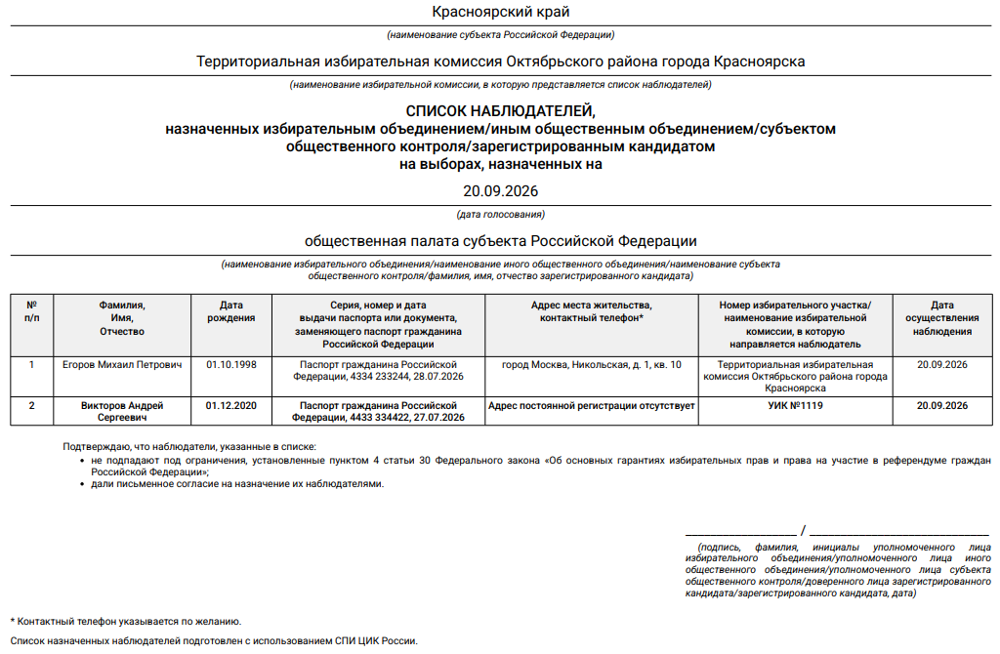 Красноярский край
(наименование субъекта Российской Федерации)
Территориальная избирательная комиссия Октябрьского района города Красноярска
(наименование избирательной комиссии, в которую представляется список наблюдателей)
СПИСОК НАБЛЮДАТЕЛЕЙ,
назначенных избирательным объединением/иным общественным объединением/субъектом
общественного контроля/зарегистрированным кандидатом
на выборах, назначенных на
20.09.2026
(дата голосования)
общественная палата субъекта Российской Федерации
(наименование избирательного объединения/наименование иного общественного объединения/наименование субъекта
общественного контроля/фамилия, имя, отчество зарегистрированного кандидата)
№
п/п
Фамилия,
Имя,
Отчество
Дата
рождения
Серия, номер и дата
выдачи паспорта или документа,
заменяющего паспорт гражданина
Российской Федерации
Адрес места жительства,
контактный телефон*
Номер избирательного участка/
наименование избирательной
комиссии, в которую
направляется наблюдатель
Дата
осуществления
наблюдения
1
Егоров Михаил Петрович
01.10.1998
Паспорт гражданина Российской
Федерации, 4334 233244, 28.07.2026
город Москва, Никольская, д. 1, кв. 10
Территориальная избирательная
комиссия Октябрьского района города
Красноярска
20.09.2026
2
Викторов Андрей
Сергеевич
01.12.2020
Паспорт гражданина Российской
Федерации, 4433 334422, 27.07.2026
Адрес постоянной регистрации отсутствует
УИК №1119
20.09.2026
Подтверждаю, что наблюдатели, указанные в списке:
• не подпадают под ограничения, установленные пунктом 4 статьи 30 Федерального закона «Об основных гарантиях избирательных прав и права на участие в референдуме граждан
Российской Федерации»;
• дали письменное согласие на назначение их наблюдателями.
/
(подпись, фамилия, инициалы уполномоченного лица
избирательного объединения/уполномоченного лица иного
общественного объединения/уполномоченного лица субъекта
общественного контроля/доверенного лица зарегистрированного
кандидата/зарегистрированного кандидата, дата)
* Контактный телефон указывается по желанию.
Список назначенных наблюдателей подготовлен с использованием СПИ ЦИК России.